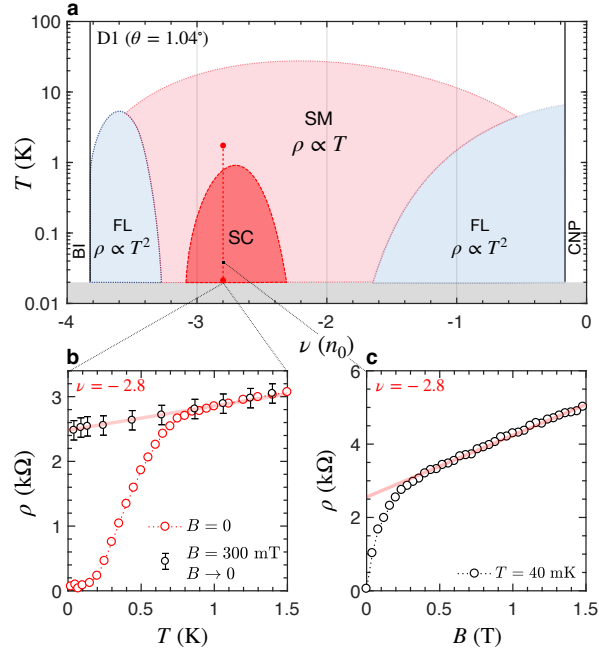 a
D1 (θ = 1.04°)
T (K)
100
10
1
0.1
0.01
SM
ρ ∝ T
FL
ρ ∝ T²
SC
FL
ρ ∝ T²
BI
CNP
-4
-3
-2
-1
0
ν (n₀)
b
ν = − 2.8
ρ (kΩ)
3
2
1
0
B = 0
B = 300 mT
B → 0
0
0.5
1.0
1.5
T (K)
c
ν = − 2.8
ρ (kΩ)
6
4
2
0
T = 40 mK
0
0.5
1
1.5
B (T)